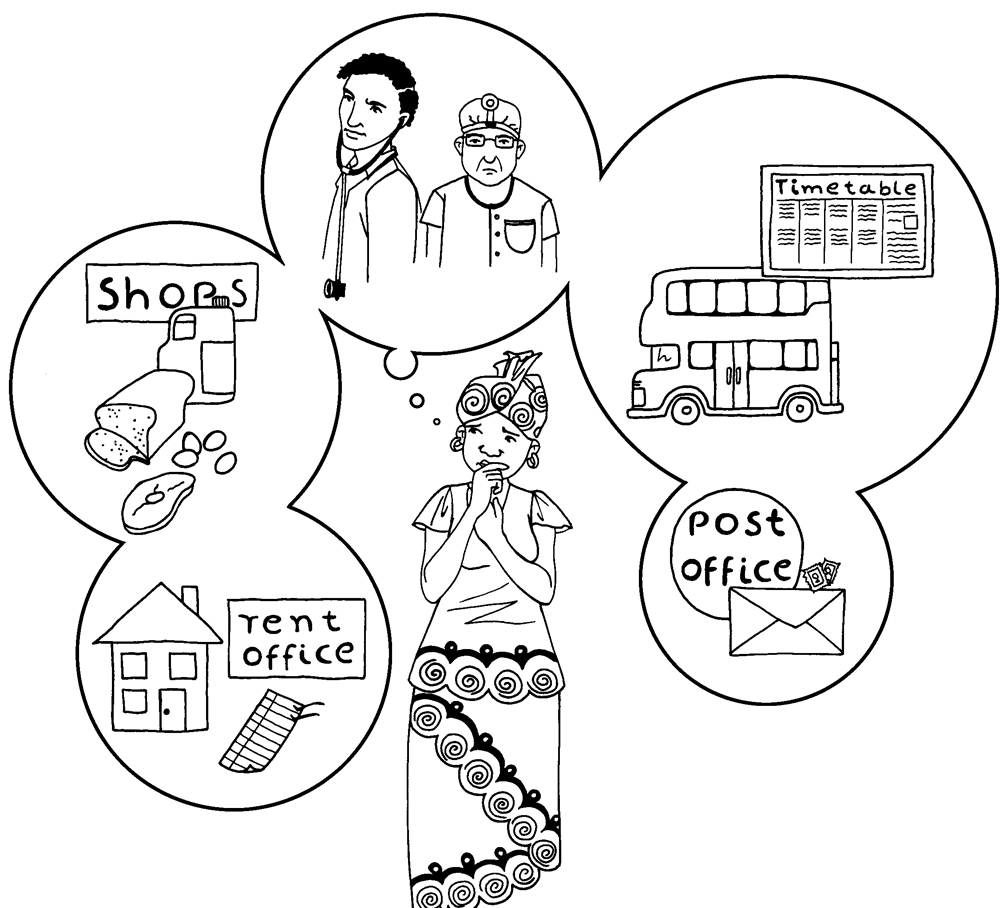 Timetable
Shops
post
office
rent
office